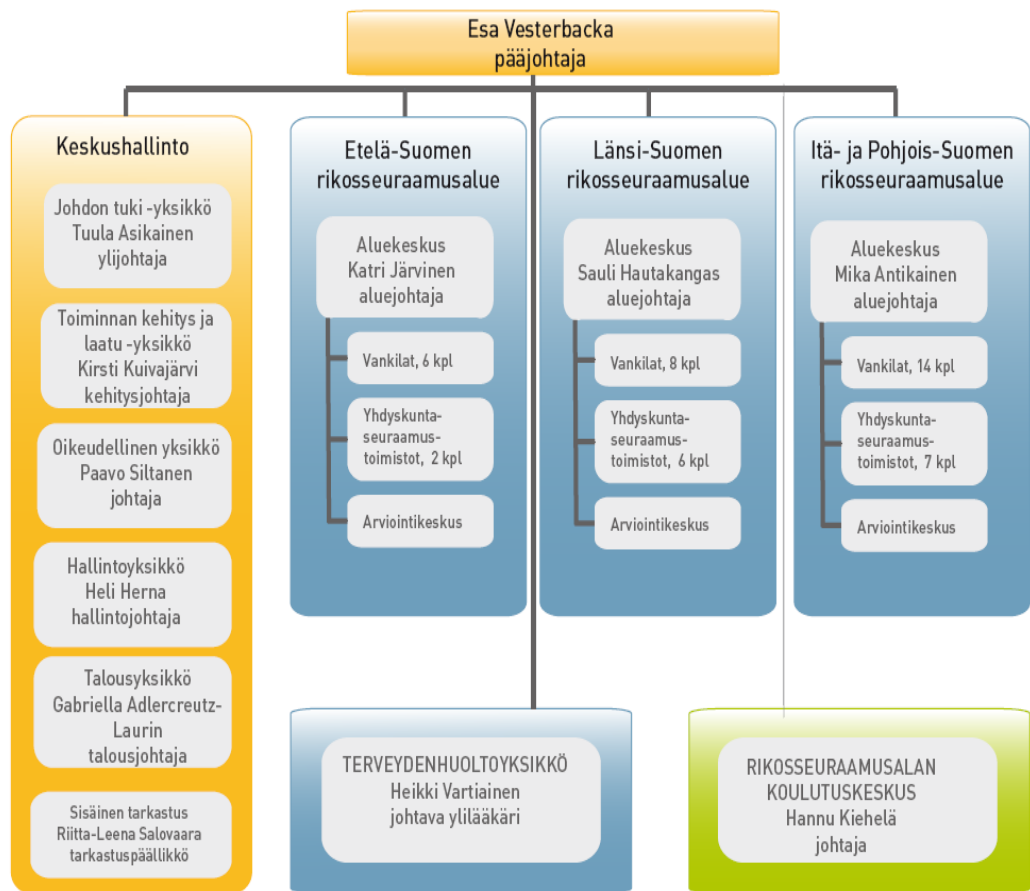 Esa Vesterbacka
pääjohtaja
Keskushallinto
Johdon tuki -yksikkö
Tuula Asikainen
ylijohtaja
Toiminnan kehitys ja
laatu -yksikkö
Kirsti Kuivajärvi
kehitysjohtaja
Oikeudellinen yksikkö
Paavo Siltanen
johtaja
Hallintoyksikkö
Heli Herna
hallintojohtaja
Talousyksikkö
Gabriella Adlercreutz-
Laurin
talousjohtaja
Sisäinen tarkastus
Riitta-Leena Salovaara
tarkastuspäällikkö
Etelä-Suomen
rikosseuraamusalue
Aluekeskus
Katri Järvinen
aluejohtaja
Vankilat, 6 kpl
Yhdyskunta-
seuraamus-
toimistot, 2 kpl
Arviointikeskus
Länsi-Suomen
rikosseuraamusalue
Aluekeskus
Sauli Hautakangas
aluejohtaja
Vankilat, 8 kpl
Yhdyskunta-
seuraamus-
toimistot, 6 kpl
Arviointikeskus
Itä- ja Pohjois-Suomen
rikosseuraamusalue
Aluekeskus
Mika Antikainen
aluejohtaja
Vankilat, 14 kpl
Yhdyskunta-
seuraamus-
toimistot, 7 kpl
Arviointikeskus
TERVEYDENHUOLTOYKSIKKÖ
Heikki Vartiainen
johtava ylilääkäri
RIKOSSEURAAMUSALAN
KOULUTUSKESKUS
Hannu Kiehelä
johtaja